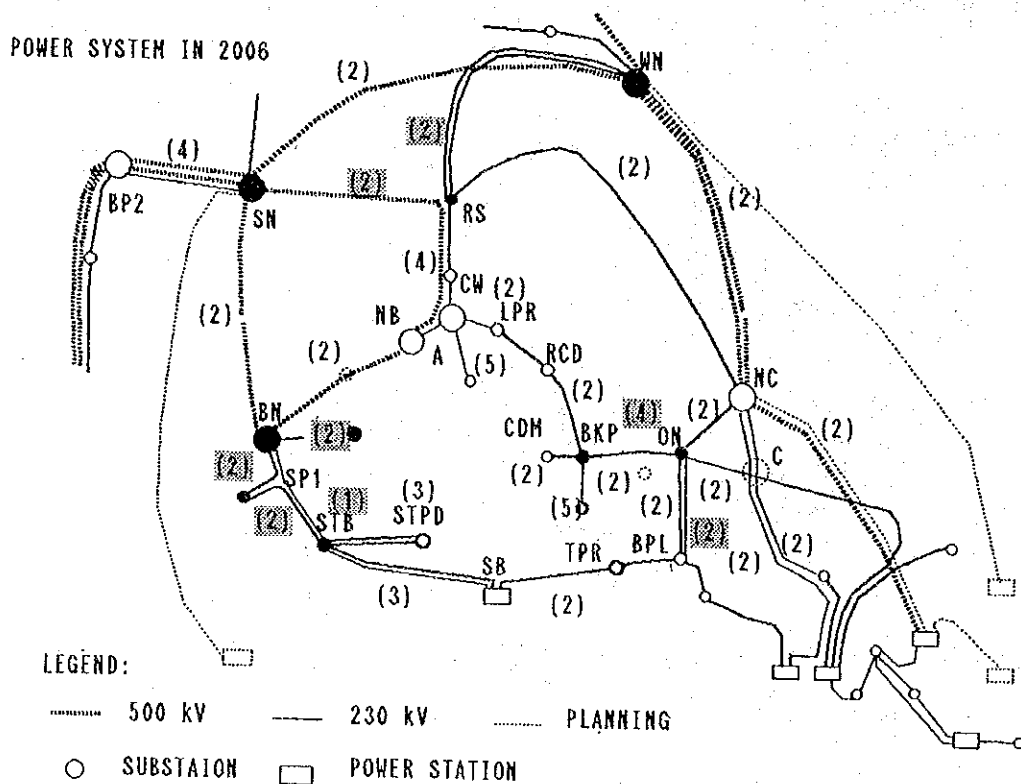 POWER SYSTEM IN 2006
WN
(2)
(2)
(4)
(2)
(2)
BP2
SN
RS
(2)
(4)
CW
(2)
(2)
NB
LPR
A
(2)
(5)
RCD
NC
(2)
(2)
(2)
BN
(2)
CDM
BKP
(4)
ON
C
(2)
SP1
(2)
(2)
(2)
(2)
(5)
(2)
(1)
(3)
STB
STPD
(2)
(2)
SB
TPR
BPL
(2)
(3)
(2)
LEGEND:
500 kV
230 kV
PLANNING
SUBSTAION
POWER STATION